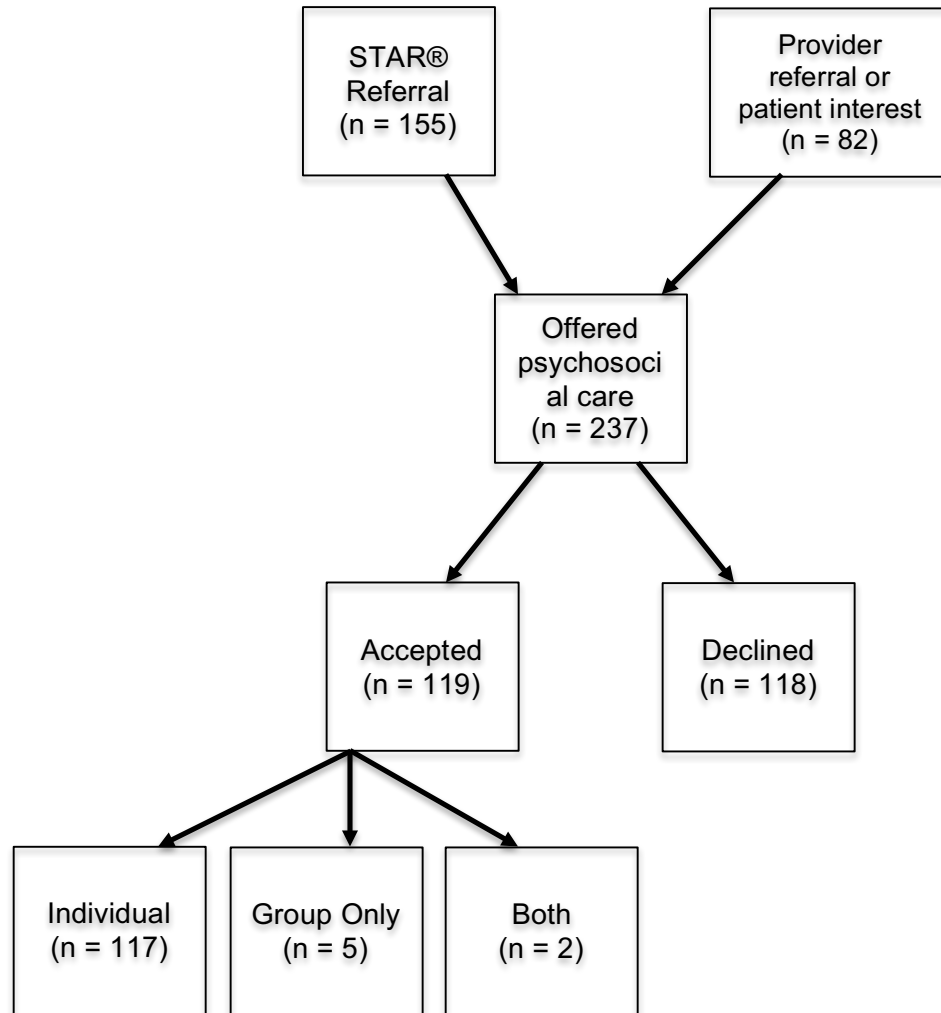 STAR®
Referral
(n = 155)
Provider
referral or
patient interest
(n = 82)
Offered
psychosoci
al care
(n = 237)
Accepted
(n = 119)
Declined
(n = 118)
Individual
(n = 117)
Group Only
(n = 5)
Both
(n = 2)